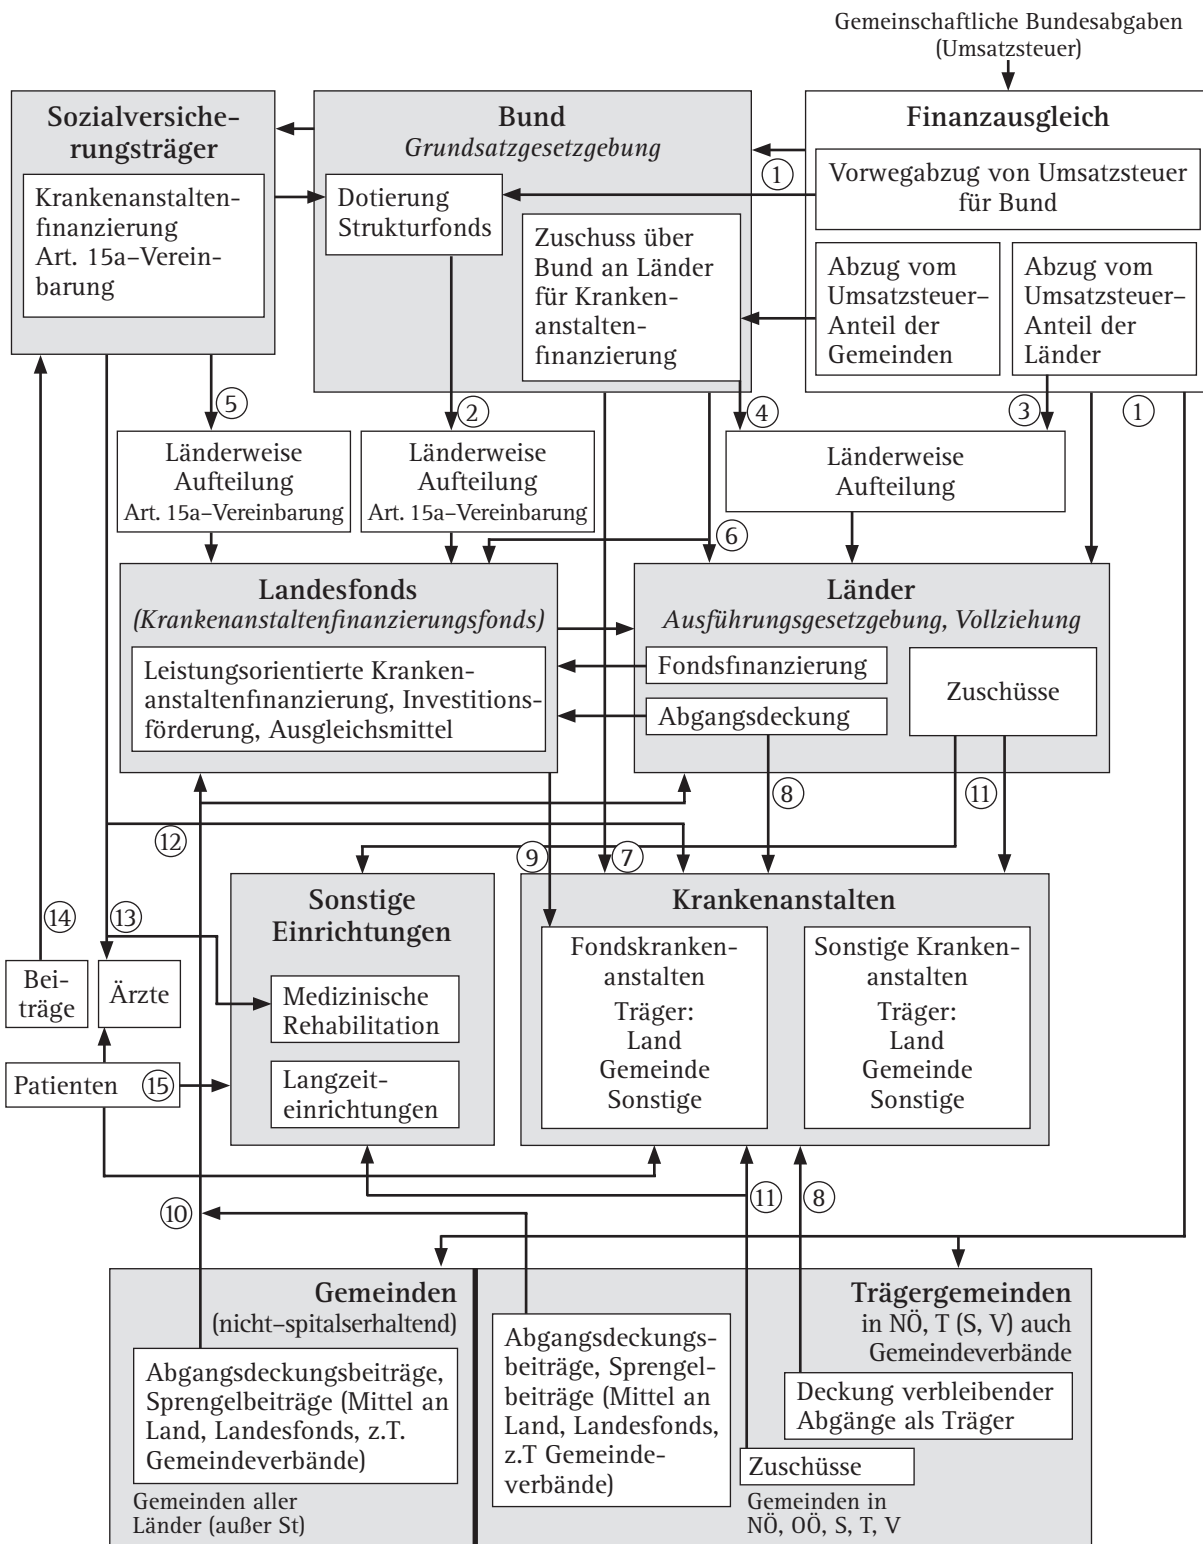 Gemeinschaftliche Bundesabgaben
(Umsatzsteuer)
Sozialversiche-
rungsträger
Krankenanstalten-
finanzierung
Art. 15a–Verein-
barung
Bund
Grundsatzgesetzgebung
Dotierung
Strukturfonds
Zuschuss über
Bund an Länder
für Kranken-
anstalten-
finanzierung
Finanzausgleich
1
Vorwegabzug von Umsatzsteuer
für Bund
Abzug vom
Umsatzsteuer–
Anteil der
Gemeinden
Abzug vom
Umsatzsteuer–
Anteil der
Länder
5
2
4
3
1
Länderweise
Aufteilung
Art. 15a–Vereinbarung
Länderweise
Aufteilung
Art. 15a–Vereinbarung
Länderweise
Aufteilung
6
Landesfonds
(Krankenanstaltenfinanzierungsfonds)
Leistungsorientierte Kranken-
anstaltenfinanzierung, Investitions-
förderung, Ausgleichsmittel
Länder
Ausführungsgesetzgebung, Vollziehung
Fondsfinanzierung
Abgangsdeckung
Zuschüsse
8
11
12
9
7
14
13
Bei-
träge
Ärzte
Patienten
15
Sonstige
Einrichtungen
Medizinische
Rehabilitation
Langzeit-
einrichtungen
Krankenanstalten
Fondskranken-
anstalten
Träger:
Land
Gemeinde
Sonstige
Sonstige Kranken-
anstalten
Träger:
Land
Gemeinde
Sonstige
10
11
8
Gemeinden
(nicht–spitalserhaltend)
Abgangsdeckungsbeiträge,
Sprengelbeiträge (Mittel an
Land, Landesfonds, z.T.
Gemeindeverbände)
Gemeinden aller
Länder (außer St)
Abgangsdeckungs-
beiträge, Sprengel-
beiträge (Mittel an
Land, Landesfonds,
z.T Gemeinde-
verbände)
Trägergemeinden
in NÖ, T (S, V) auch
Gemeindeverbände
Deckung verbleibender
Abgänge als Träger
Zuschüsse
Gemeinden in
NÖ, OÖ, S, T, V